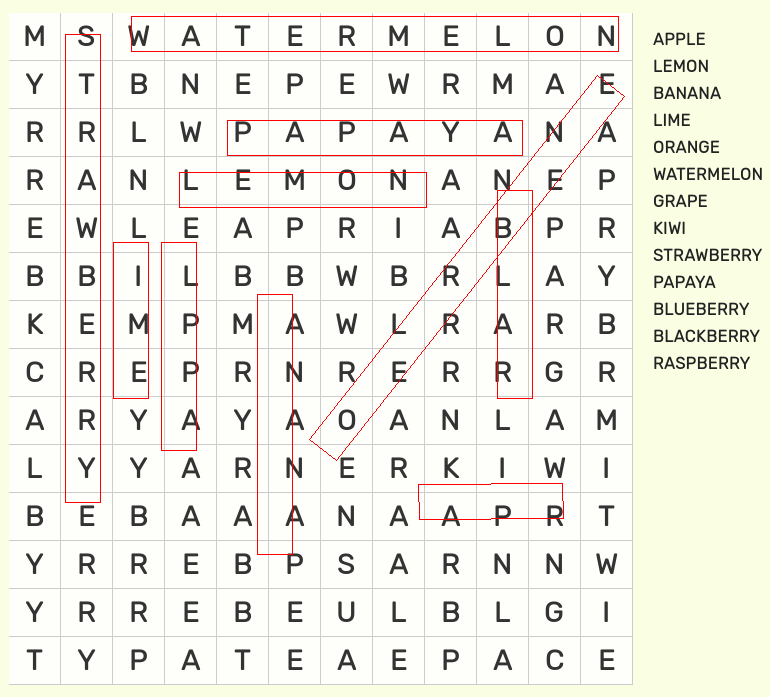 M S W A T E R M E L O N
Y T B N E P E W R M A E
R R L W P A P A Y A N A
R A N L E M O N A N E P
E W L E A P R I A B P R
B B I L B B W B R L A Y
K E M P M A W L R A R B
C R E P R N R E R R G R
A R Y A Y A O A N L A M
L Y Y A R N E R K I W I
B E B A A A N A A P R T
Y R R E B P S A R N N W
Y R R E B E U L B L G I
T Y P A T E A E P A C E
APPLE
LEMON
BANANA
LIME
ORANGE
WATERMELON
GRAPE
KIWI
STRAWBERRY
PAPAYA
BLUEBERRY
BLACKBERRY
RASPBERRY